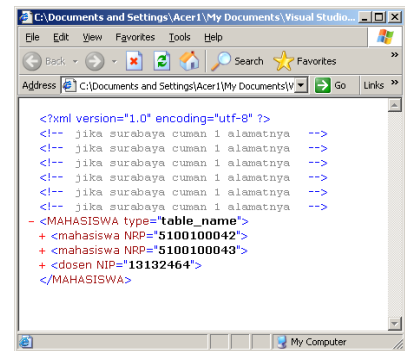 C:\Documents and Settings\Acer1\My Documents\Visual Studio...
File Edit View Favorites Tools Help
Back Search Favorites »
Address C:\Documents and Settings\Acer1\My Documents\V Go Links »
<?xml version="1.0" encoding="utf-8" ?>
<!-- jika surabaya cuman 1 alamatnya -->
<!-- jika surabaya cuman 1 alamatnya -->
<!-- jika surabaya cuman 1 alamatnya -->
<!-- jika surabaya cuman 1 alamatnya -->
<!-- jika surabaya cuman 1 alamatnya -->
<!-- jika surabaya cuman 1 alamatnya -->
- <MAHASISWA type="table_name">
+ <mahasiswa NRP="5100100042">
+ <mahasiswa NRP="5100100043">
+ <dosen NIP="13132464">
</MAHASISWA>
My Computer